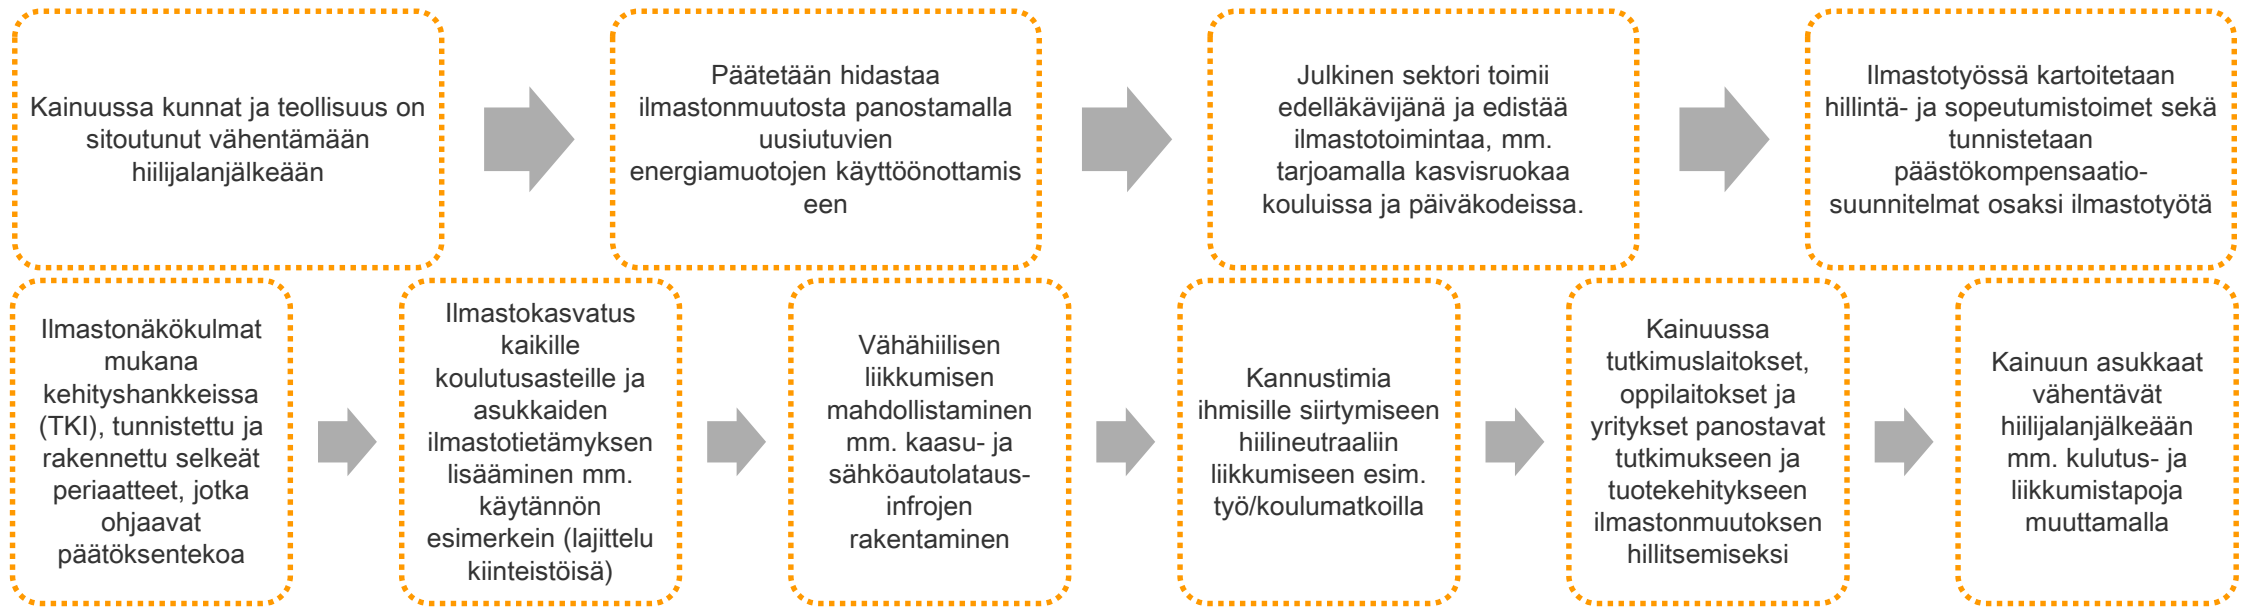 Kainuussa kunnat ja teollisuus on
sitoutunut vähentämään
hiilijalanjälkeään
Päätetään hidastaa
ilmastonmuutosta panostamalla
uusiutuvien
energiamuotojen käyttöönottamis
een
Julkinen sektori toimii
edelläkävijänä ja edistää
ilmastotoimintaa, mm.
tarjoamalla kasvisruokaa
kouluissa ja päiväkodeissa.
Ilmastotyössä kartoitetaan
hillintä- ja sopeutumistoimet sekä
tunnistetaan
päästökompensaatio-
suunnitelmat osaksi ilmastotyötä
Ilmastonäkökulmat
mukana
kehityshankkeissa
(TKI), tunnistettu ja
rakennettu selkeät
periaatteet, jotka
ohjaavat
päätöksentekoa
Ilmastokasvatus
kaikille
koulutusasteille ja
asukkaiden
ilmastotietämyksen
lisääminen mm.
käytännön
esimerkein (lajittelu
kiinteistöisä)
Vähähiilisen
liikkumisen
mahdollistaminen
mm. kaasu- ja
sähköautolataus-
infrojen
rakentaminen
Kannustimia
ihmisille siirtymiseen
hiilineutraaliin
liikkumiseen esim.
työ/koulumatkoilla
Kainuussa
tutkimuslaitokset,
oppilaitokset ja
yritykset panostavat
tutkimukseen ja
tuotekehitykseen
ilmastonmuutoksen
hillitsemiseksi
Kainuun asukkaat
vähentävät
hiilijalanjälkeään
mm. kulutus- ja
liikkumistapoja
muuttamalla